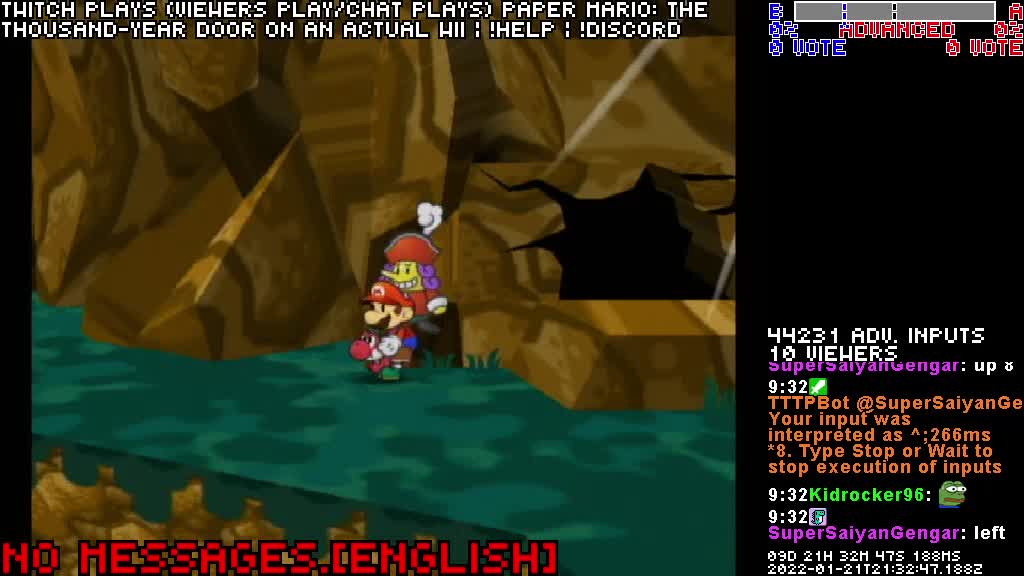 TWITCH PLAYS (VIEWERS PLAY/CHAT PLAYS) PAPER MARIO: THE
THOUSAND-YEAR DOOR ON AN ACTUAL WII ¦ !HELP ¦ !DISCORD
B A
0% ADVANCED 0%
0 VOTE 0 VOTE
44231 ADV. INPUTS
10 VIEWERS
SuperSaiyanGengar: up 8
9:32
TTTPBot @SuperSaiyanGe
Your input was
interpreted as ^;266ms
*8. Type Stop or Wait to
stop execution of inputs
9:32Kidrocker96:
9:32
SuperSaiyanGengar: left
09D 21H 32M 47S 188MS
2022-01-21T21:32:47.188Z
NO MESSAGES.[ENGLISH]